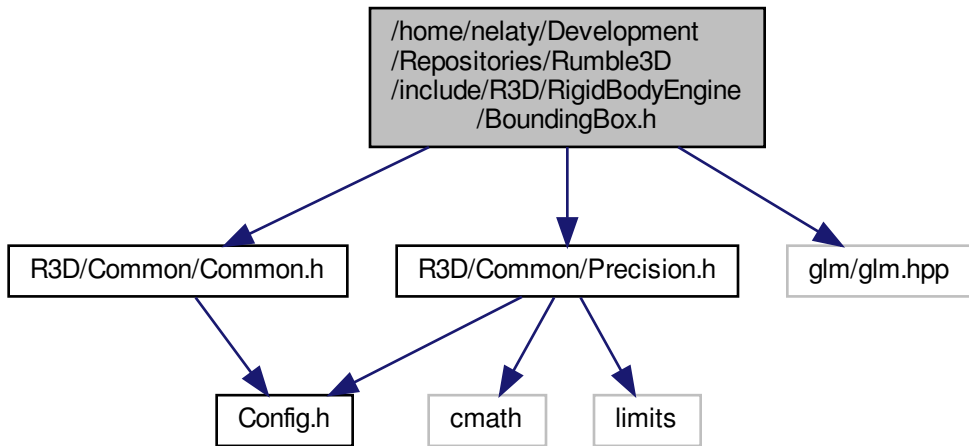 /home/nelaty/Development
/Repositories/Rumble3D
/include/R3D/RigidBodyEngine
/BoundingBox.h
R3D/Common/Common.h
R3D/Common/Precision.h
glm/glm.hpp
Config.h
cmath
limits